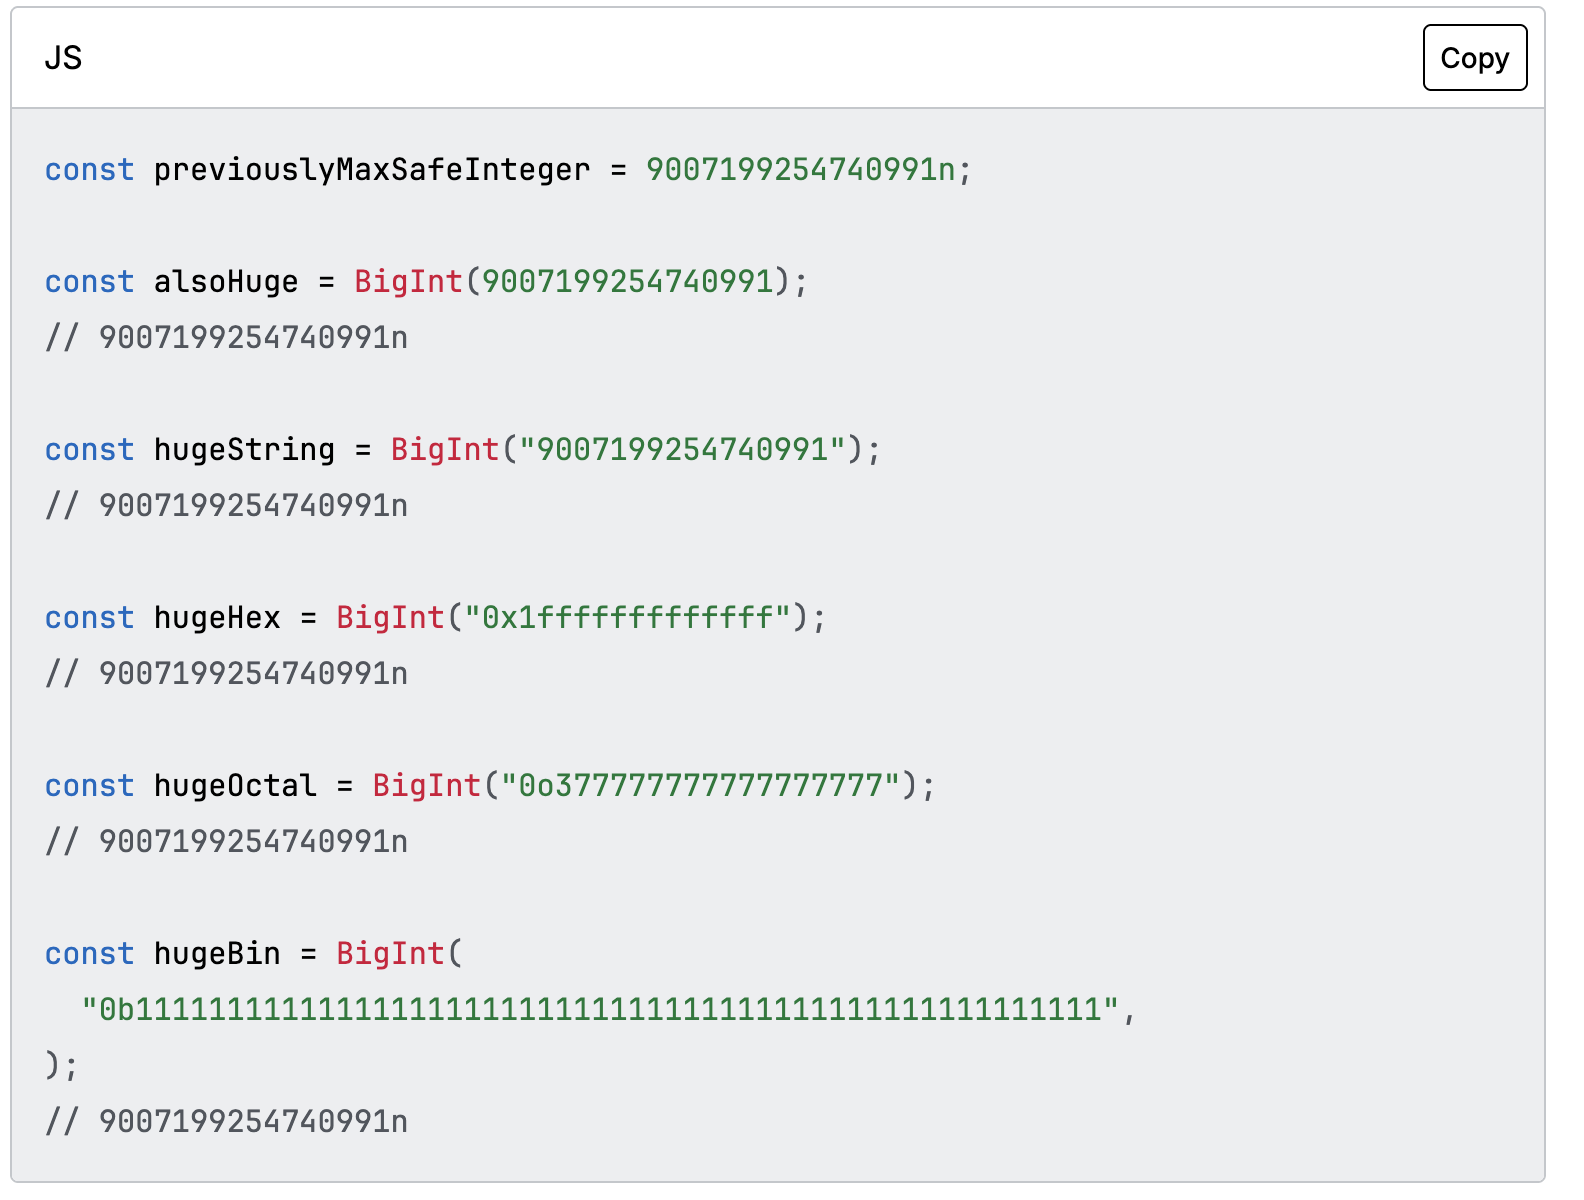 JS
Copy
const previouslyMaxSafeInteger = 9007199254740991n;
const alsoHuge = BigInt(9007199254740991);
// 9007199254740991n
const hugeString = BigInt("9007199254740991");
// 9007199254740991n
const hugeHex = BigInt("0x1fffffffffffff");
// 9007199254740991n
const hugeOctal = BigInt("0o377777777777777777");
// 9007199254740991n
const hugeBin = BigInt(
"0b11111111111111111111111111111111111111111111111111111",
);
// 9007199254740991n